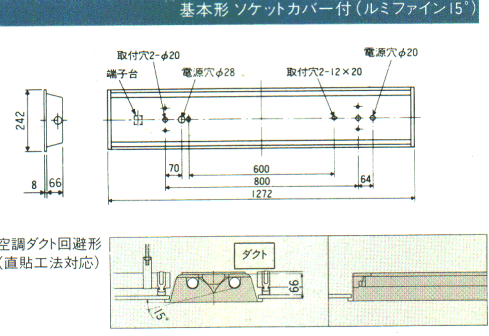 基本形 ソケットカバー付(ルミファイン15°)
取付穴2-φ20
端子台
電源穴φ28
取付穴2-12×20
電源穴φ20
242
8
66
70
600
800
64
1272
空調ダクト回避形
(直貼工法対応)
ダクト
66
15°